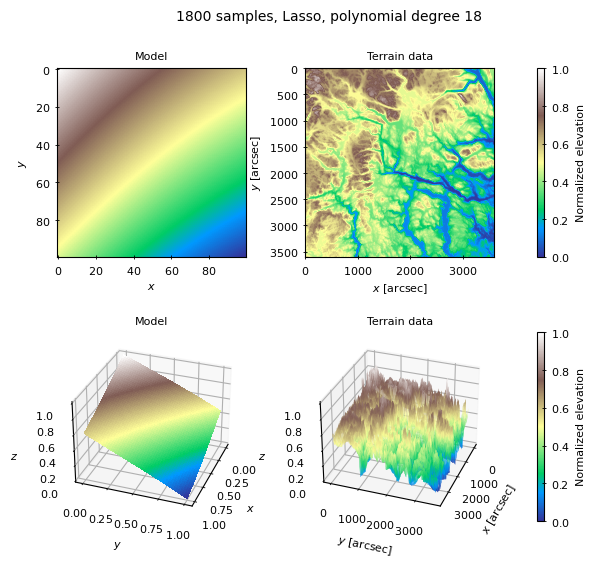 1800 samples, Lasso, polynomial degree 18
Model
Terrain data
0
20
40
60
80
y
0 20 40 60 80
x
0
500
1000
1500
2000
2500
3000
3500
y [arcsec]
0 1000 2000 3000
x [arcsec]
1.0
0.8
0.6
0.4
0.2
0.0
Normalized elevation
Model
Terrain data
1.0
0.8
0.6
0.4
0.2
0.0
z
0.00 0.25 0.50 0.75 1.00
y
0.00
0.25
0.50
0.75
1.00
x
1.0
0.8
0.6
0.4
0.2
0.0
z
0 1000 2000 3000
y [arcsec]
0
1000
2000
3000
x [arcsec]
1.0
0.8
0.6
0.4
0.2
0.0
Normalized elevation